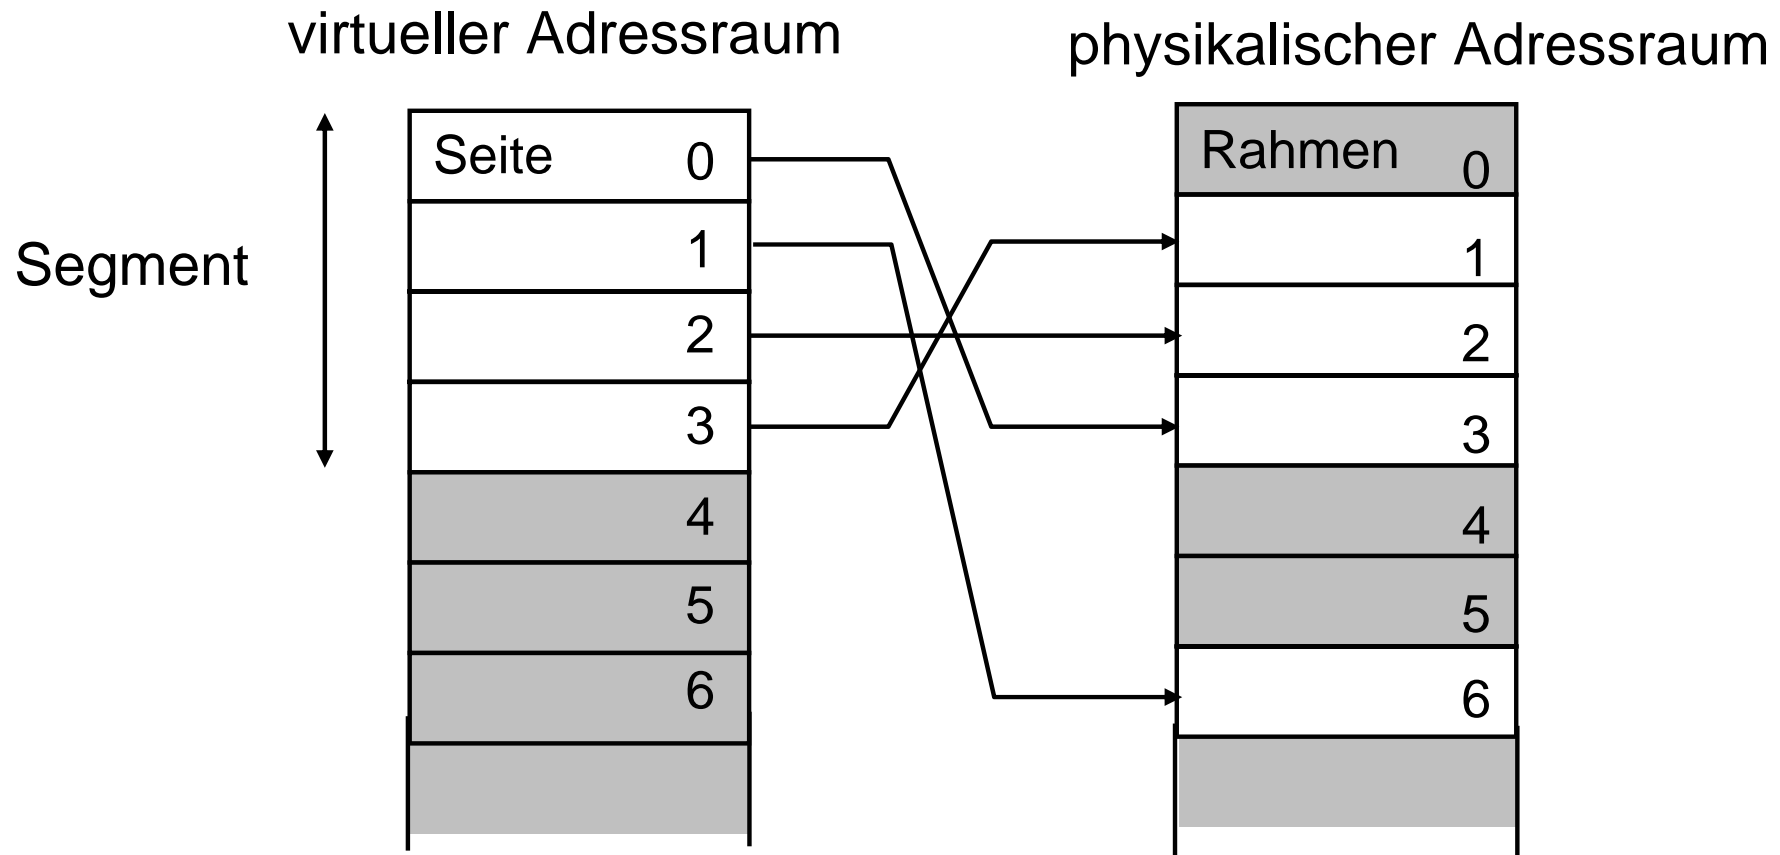 virtueller Adressraum
physikalischer Adressraum
Segment
Seite 0
1
2
3
4
5
6
Rahmen 0
1
2
3
4
5
6